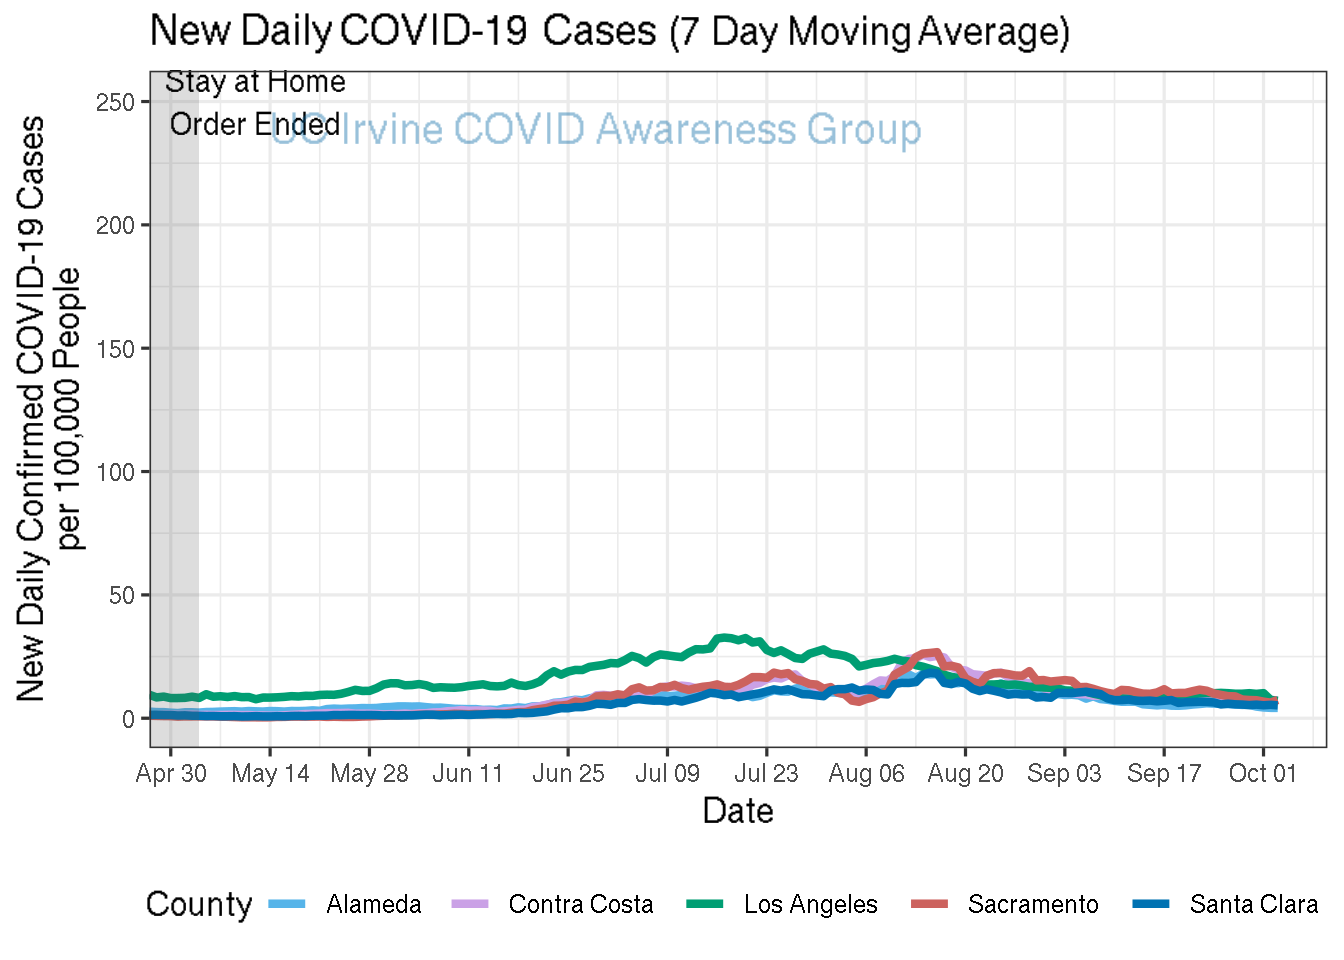 New Daily COVID-19 Cases (7 Day Moving Average)
Stay at Home
Order Ended
UC Irvine COVID Awareness Group
New Daily Confirmed COVID-19 Cases
per 100,000 People
250
200
150
100
50
0
Apr 30 May 14 May 28 Jun 11 Jun 25 Jul 09 Jul 23 Aug 06 Aug 20 Sep 03 Sep 17 Oct 01
Date
County Alameda Contra Costa Los Angeles Sacramento Santa Clara